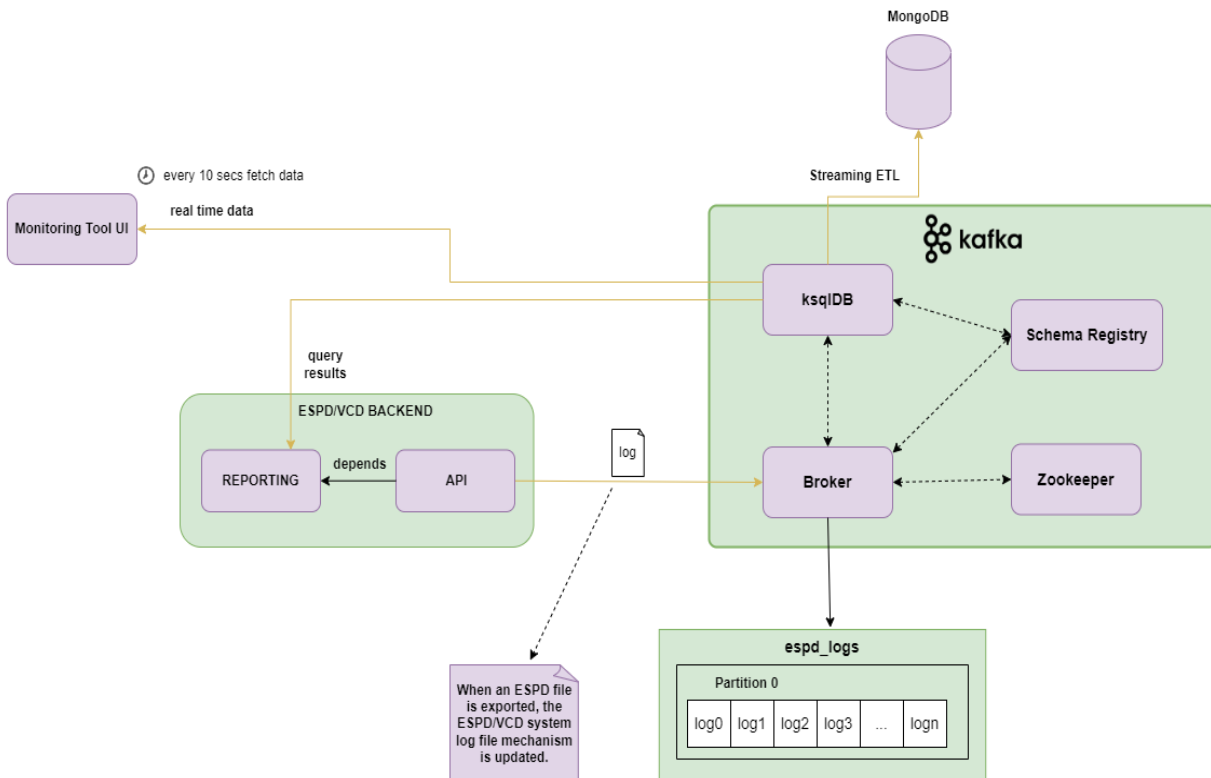 MongoDB
every 10 secs fetch data
Streaming ETL
real time data
Monitoring Tool UI
kafka
ksqlDB
Schema Registry
query
results
ESPD/VCD BACKEND
log
depends
REPORTING
API
Broker
Zookeeper
espd_logs
Partition 0
log0
log1
log2
log3
...
logn
When an ESPD file
is exported, the
ESPD/VCD system
log file mechanism
is updated.